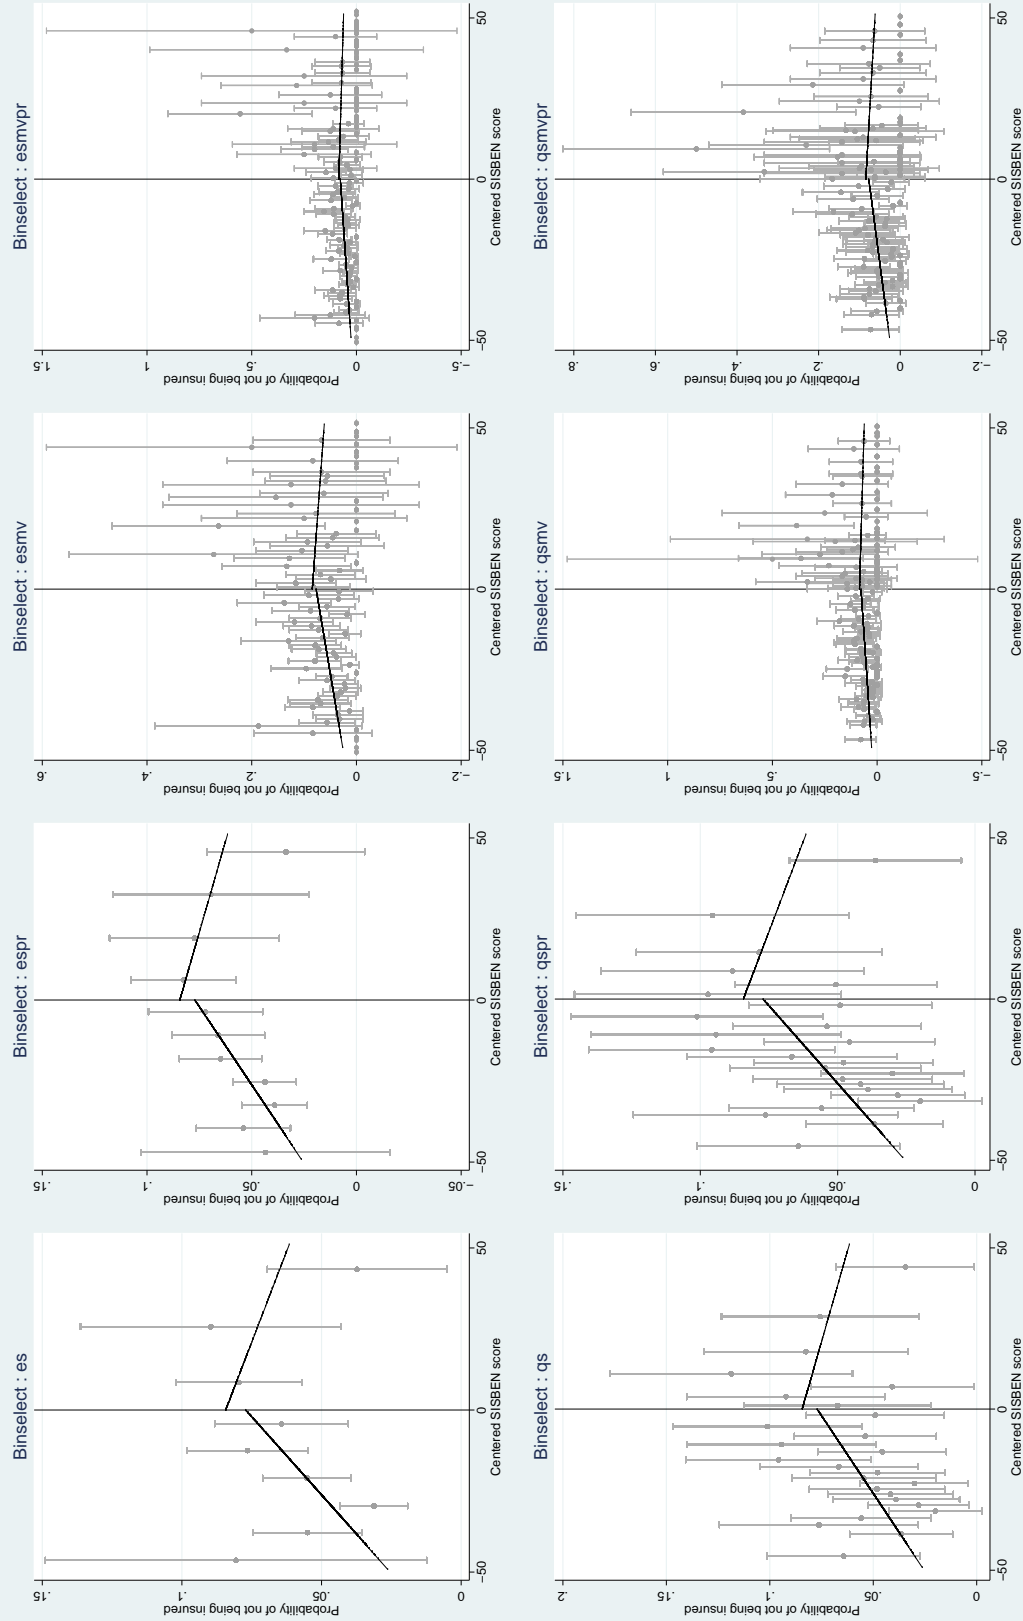 Binselect : es
Probability of not being insured
.15
.1
.05
0
-50 0 50
Centered SISBEN score
Binselect : espr
Probability of not being insured
.15
.1
.05
0
-.05
-50 0 50
Centered SISBEN score
Binselect : esmv
Probability of not being insured
.6
.4
.2
0
-.2
-50 0 50
Centered SISBEN score
Binselect : esmvpr
Probability of not being insured
1.5
1
.5
0
-.5
-50 0 50
Centered SISBEN score
Binselect : qs
Probability of not being insured
.2
.15
.1
.05
0
-50 0 50
Centered SISBEN score
Binselect : qspr
Probability of not being insured
.15
.1
.05
0
-50 0 50
Centered SISBEN score
Binselect : qsmv
Probability of not being insured
1.5
1
.5
0
-.5
-50 0 50
Centered SISBEN score
Binselect : qsmvpr
Probability of not being insured
.8
.6
.4
.2
0
-.2
-50 0 50
Centered SISBEN score